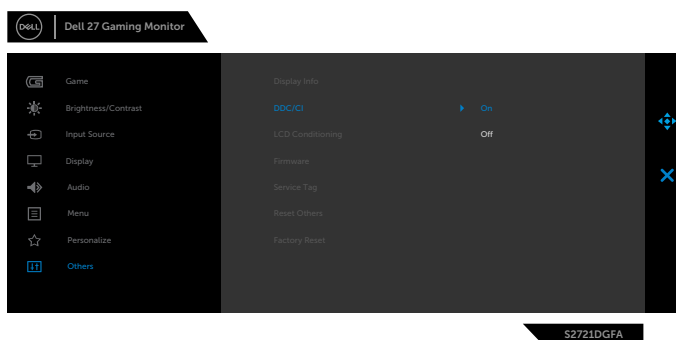 DELL
Dell 27 Gaming Monitor
Game
Display Info
Brightness/Contrast
DDC/CI
On
Input Source
LCD Conditioning
Off
Display
Firmware
Audio
Service Tag
Menu
Reset Others
Personalize
Factory Reset
Others
S2721DGFA